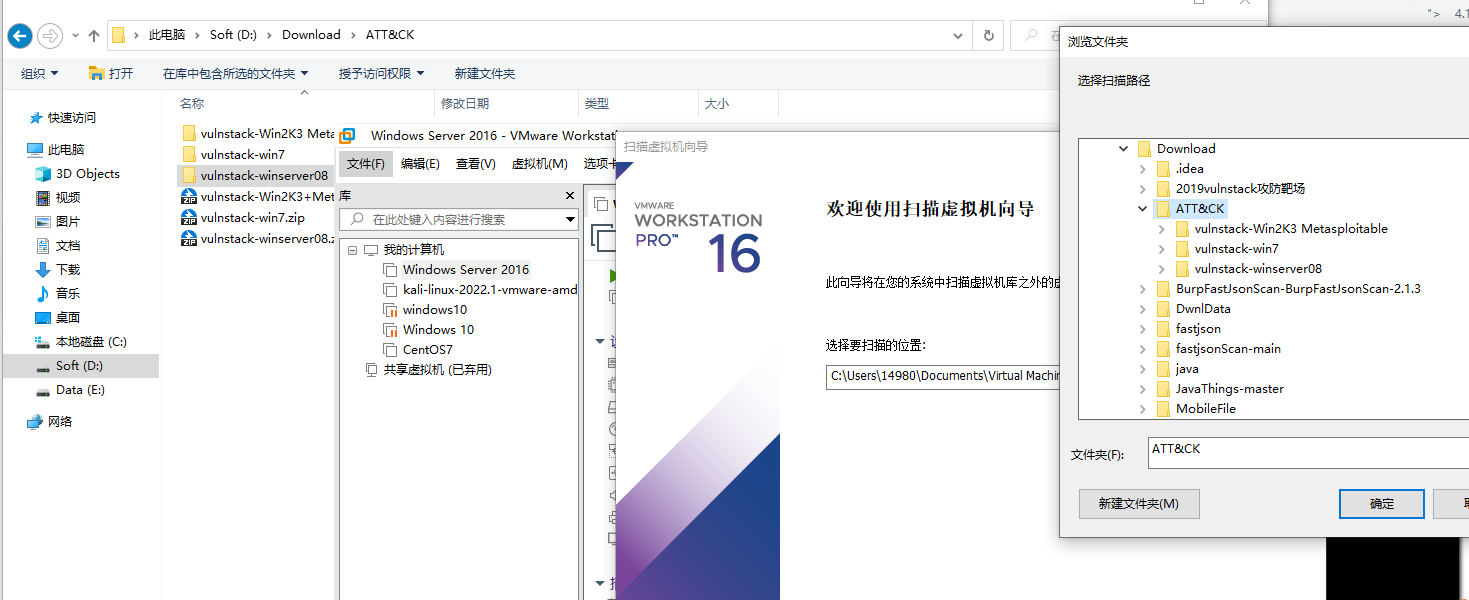 此电脑 › Soft (D:) › Download › ATT&CK
组织
打开
在库中包含所选的文件夹
授予访问权限
新建文件夹
名称
修改日期
类型
大小
快速访问
此电脑
3D Objects
视频
图片
文档
下载
音乐
桌面
本地磁盘 (C:)
Soft (D:)
Data (E:)
网络
vulnstack-Win2K3 Meta
vulnstack-win7
vulnstack-winserver08
vulnstack-Win2K3+Met
vulnstack-win7.zip
vulnstack-winserver08.z
Windows Server 2016 - VMware Workstat
文件(F)
编辑(E)
查看(V)
虚拟机(M)
选项卡
库
在此处键入内容进行搜索
我的计算机
Windows Server 2016
kali-linux-2022.1-vmware-amd
windows10
Windows 10
CentOS7
共享虚拟机 (已弃用)
扫描虚拟机向导
VMWARE
WORKSTATION
PRO™ 16
欢迎使用扫描虚拟机向导
此向导将在您的系统中扫描虚拟机库之外的虚
选择要扫描的位置:
C:\Users\14980\Documents\Virtual Machin
"> 4.1
浏览文件夹
选择扫描路径
Download
.idea
2019vulnstack攻防靶场
ATT&CK
vulnstack-Win2K3 Metasploitable
vulnstack-win7
vulnstack-winserver08
BurpFastJsonScan-BurpFastJsonScan-2.1.3
DwnlData
fastjson
fastjsonScan-main
java
JavaThings-master
MobileFile
文件夹(F):
ATT&CK
新建文件夹(M)
确定